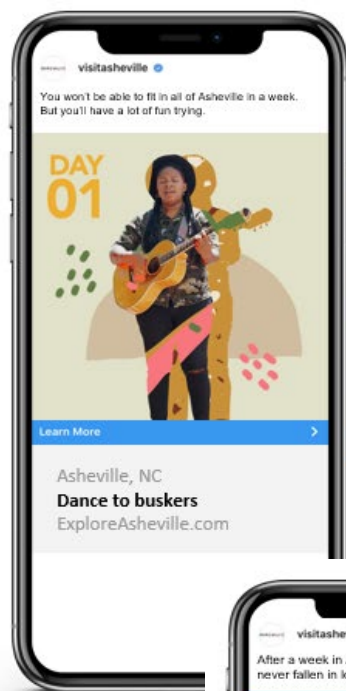 visitasheville
You won't be able to fit in all of Asheville in a week.
But you'll have a lot of fun trying.
DAY
01
Learn More
Asheville, NC
Dance to buskers
ExploreAsheville.com
visitashe
After a week in
never fallen in l